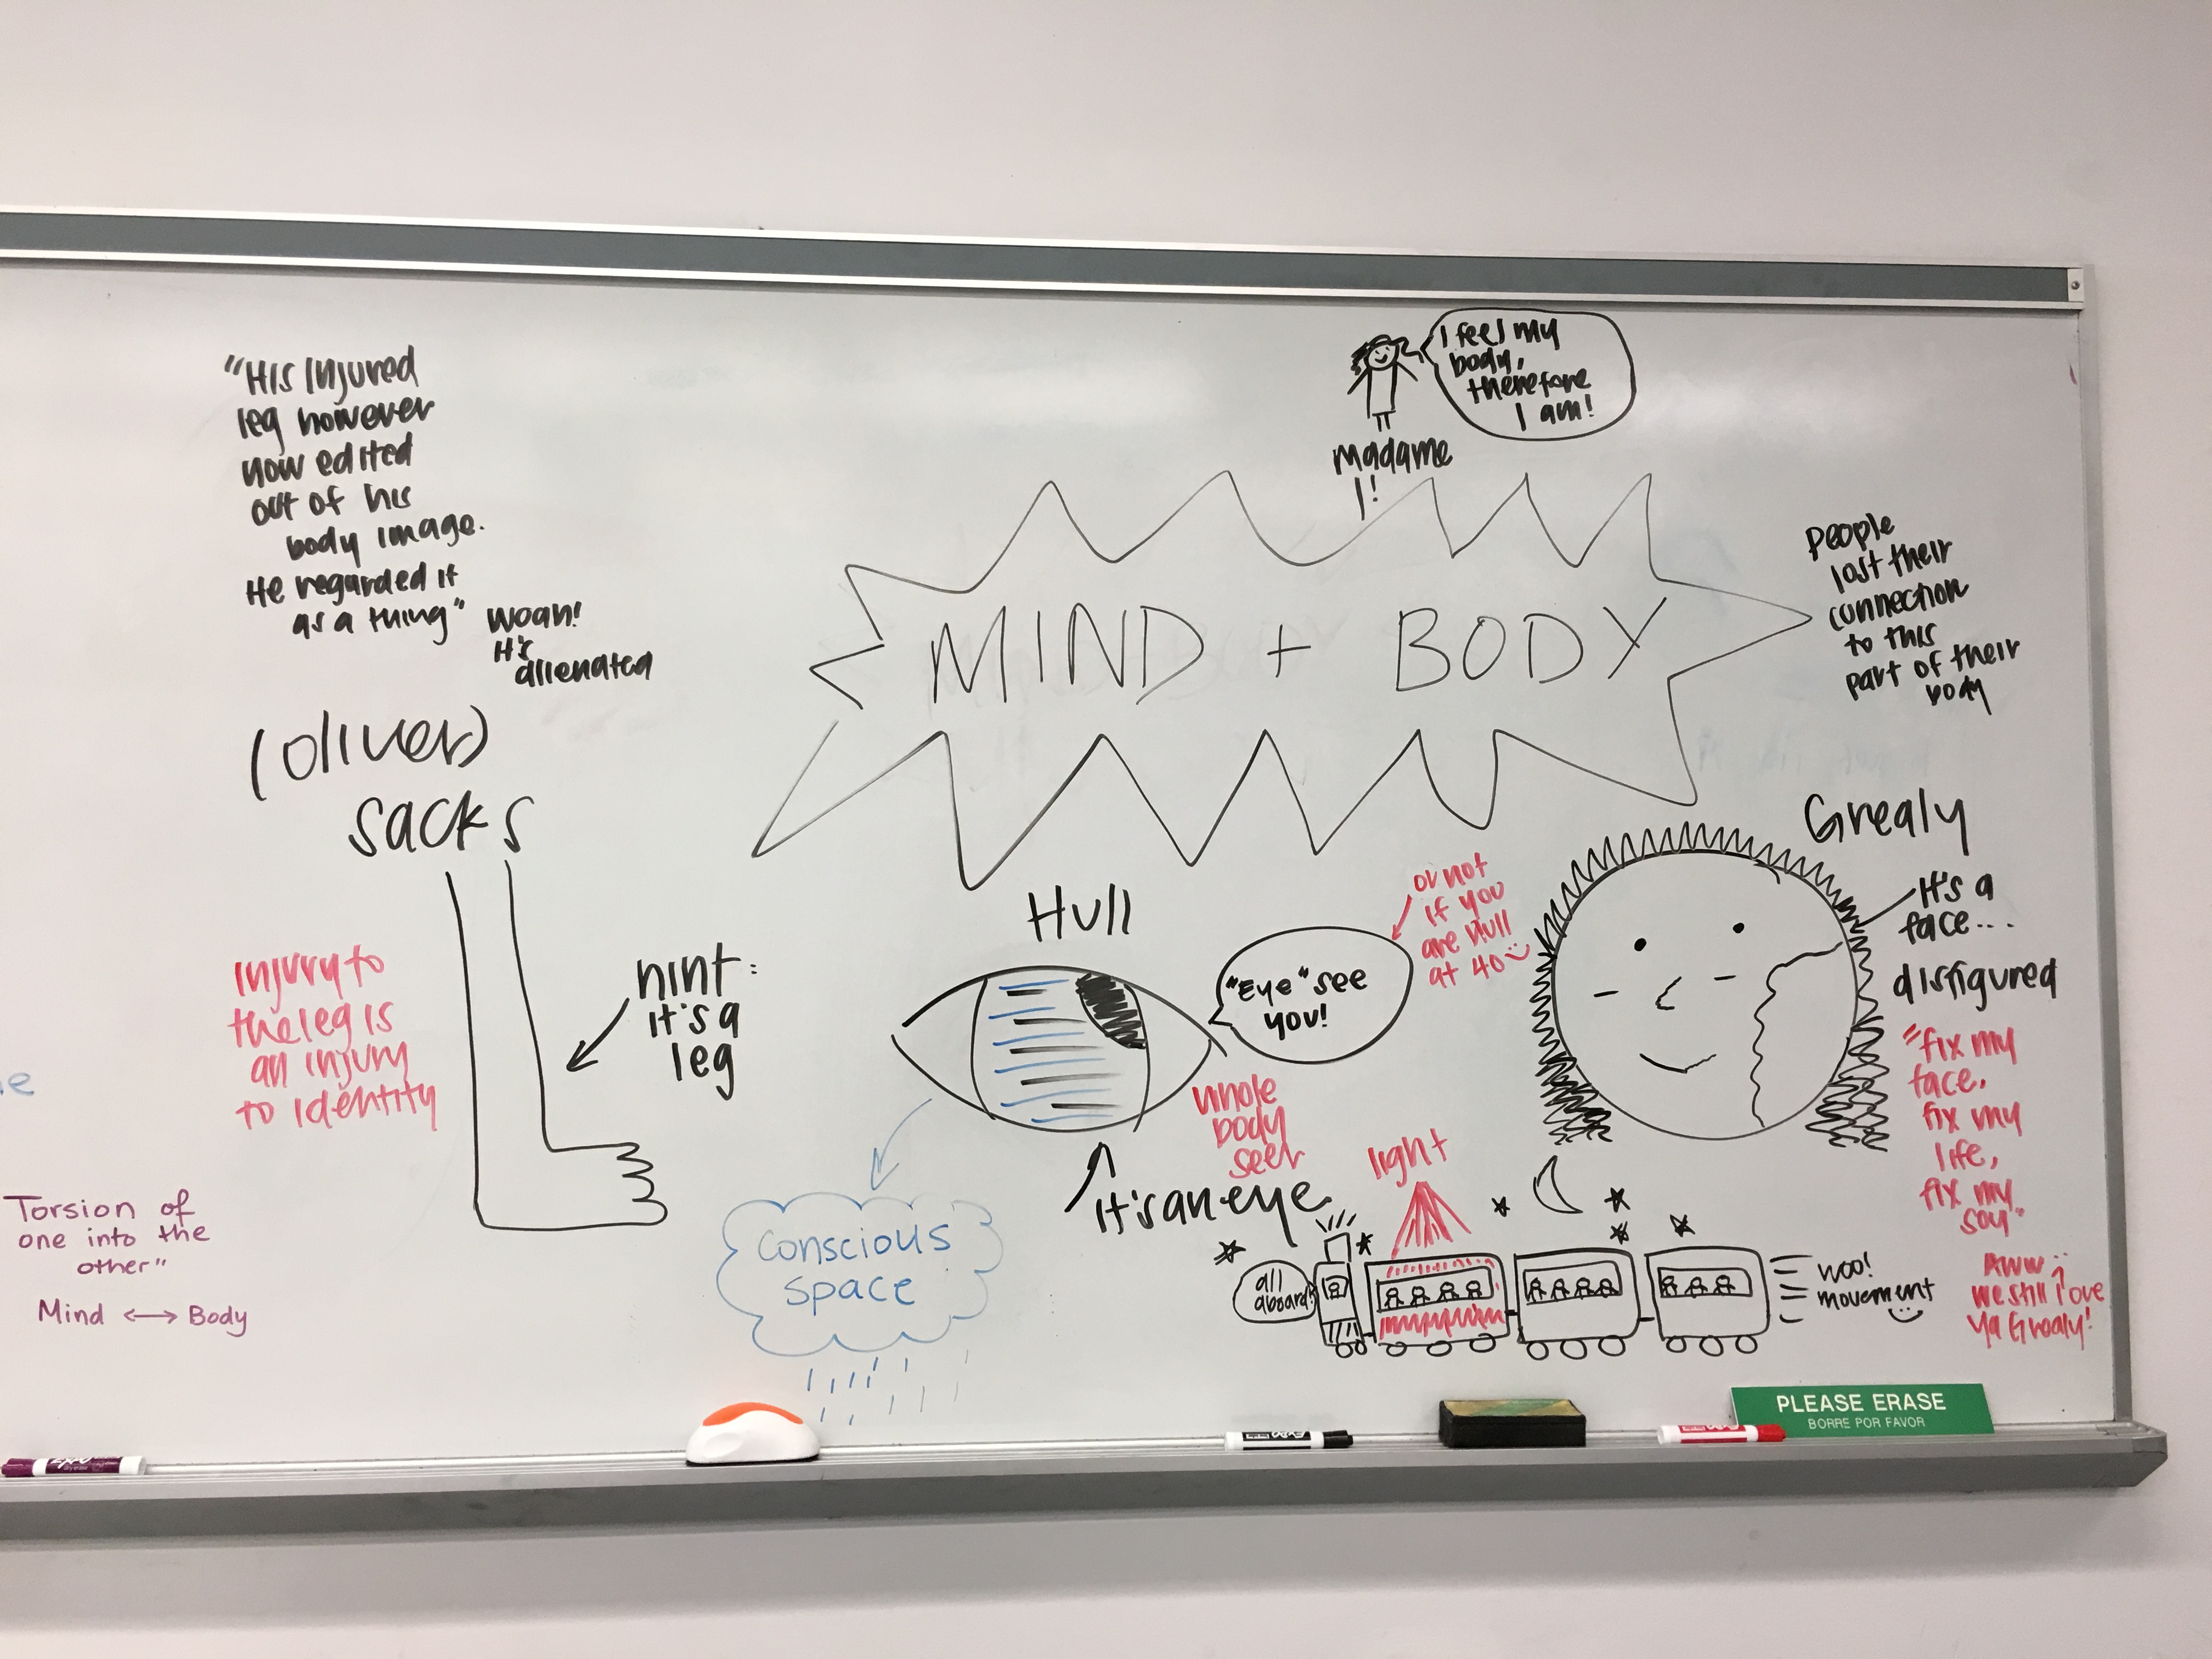 "His Injured
leg however
now edited
out of his
body image.
He regarded it
as a thing"
Woah!
It's
alienated
(oliver)
sacks
Injury to
the leg is
an injury
to identity
hint:
it's a
leg
Torsion of
one into the
other"
Mind ⟷ Body
I feel my
body,
therefore
I am!
Madame
I!
MIND + BODY
People
lost their
connection
to this
part of their
body
Hull
"Eye" see
you!
or not
if you
are Hull
at 40
whole
body
seer
it's an eye
Conscious
space
Grealy
It's a
face....
disfigured
"fix my
face,
fix my
life,
fix my
soul"
Aww
we still love
ya Grealy!
light
all
aboard!
woo!
movement
PLEASE ERASE
BORRE POR FAVOR
EXPO